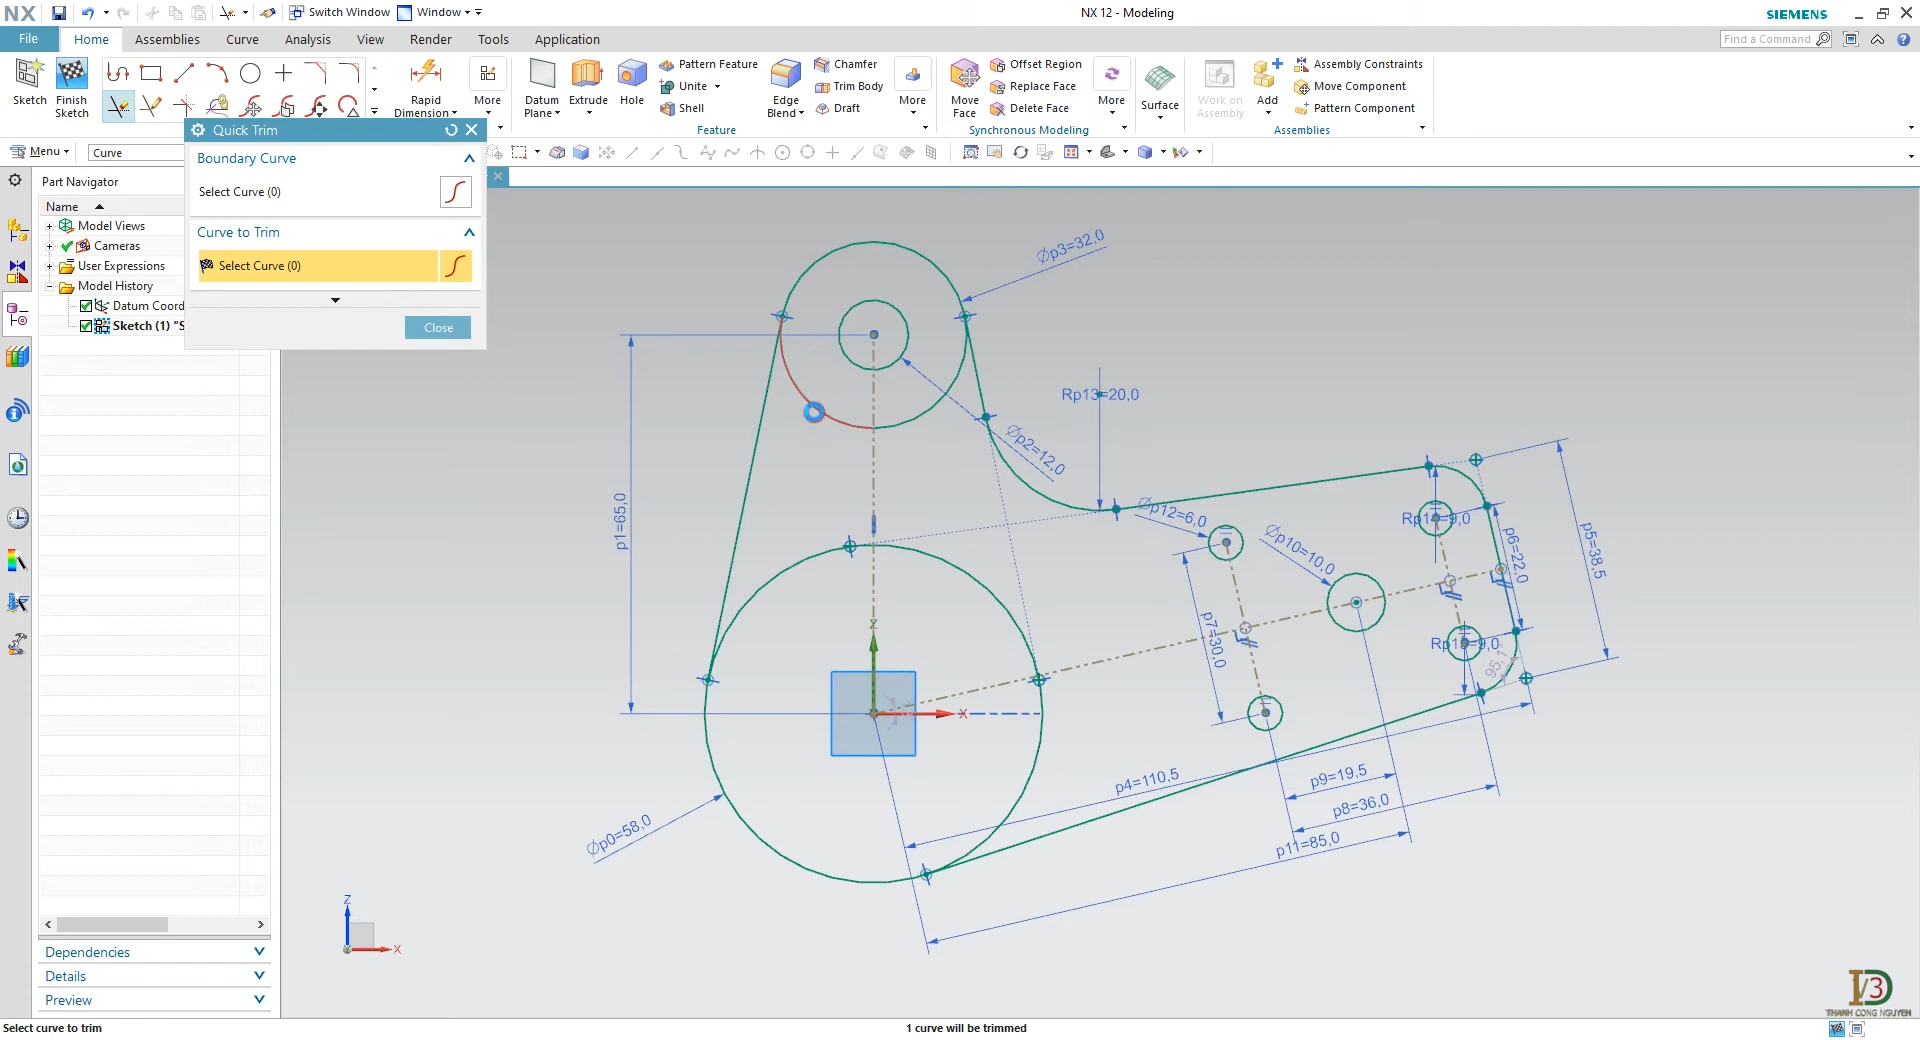 NX
Switch Window
Window
NX 12 - Modeling
SIEMENS
File
Home
Assemblies
Curve
Analysis
View
Render
Tools
Application
Find a Command
Sketch
Finish Sketch
Rapid Dimension
More
Datum Plane
Extrude
Hole
Pattern Feature
Unite
Shell
Edge Blend
Chamfer
Trim Body
Draft
More
Feature
Move Face
Offset Region
Replace Face
Delete Face
More
Synchronous Modeling
Surface
Work on Assembly
Add
Assembly Constraints
Move Component
Pattern Component
Assemblies
Menu
Curve
Quick Trim
Boundary Curve
Select Curve (0)
Curve to Trim
Select Curve (0)
Close
Part Navigator
Name
Model Views
Cameras
User Expressions
Model History
Datum Coord
Sketch (1) "S
Dependencies
Details
Preview
Øp3=32,0
Rp13=20,0
Øp2=12,0
p1=65,0
Øp12=6,0
Øp10=10,0
p6=22,0
p5=38,5
p7=30,0
95,1°
p4=110,5
p9=19,5
p8=36,0
p11=85,0
Øp0=58,0
Z
X
Z
X
Y
THANH CONG NGUYEN
Select curve to trim
1 curve will be trimmed